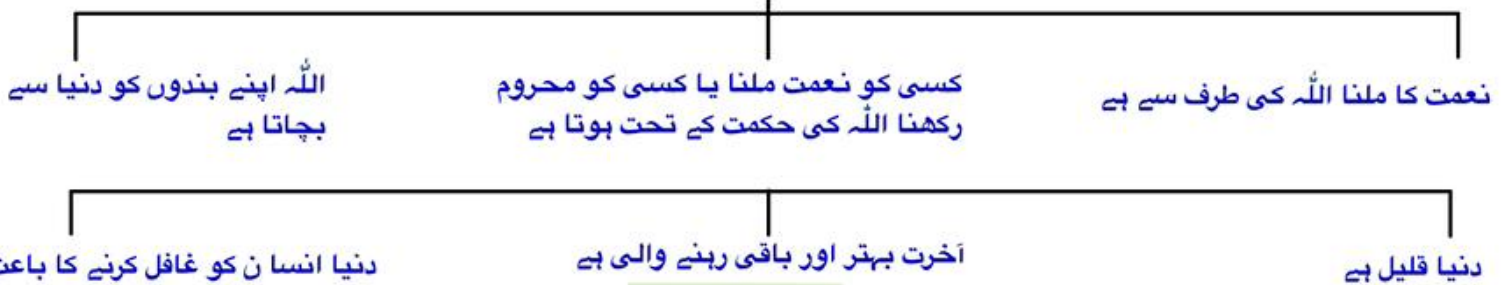 نعمت کا ملنا اللہ کی طرف سے ہے
کسی کو نعمت ملنا یا کسی کو محروم
رکھنا اللہ کی حکمت کے تحت ہوتا ہے
اللہ اپنے بندوں کو دنیا سے
بچاتا ہے
دنیا قلیل ہے
آخرت بہتر اور باقی رہنے والی ہے
دنیا انسا ن کو غافل کرنے کا باعث